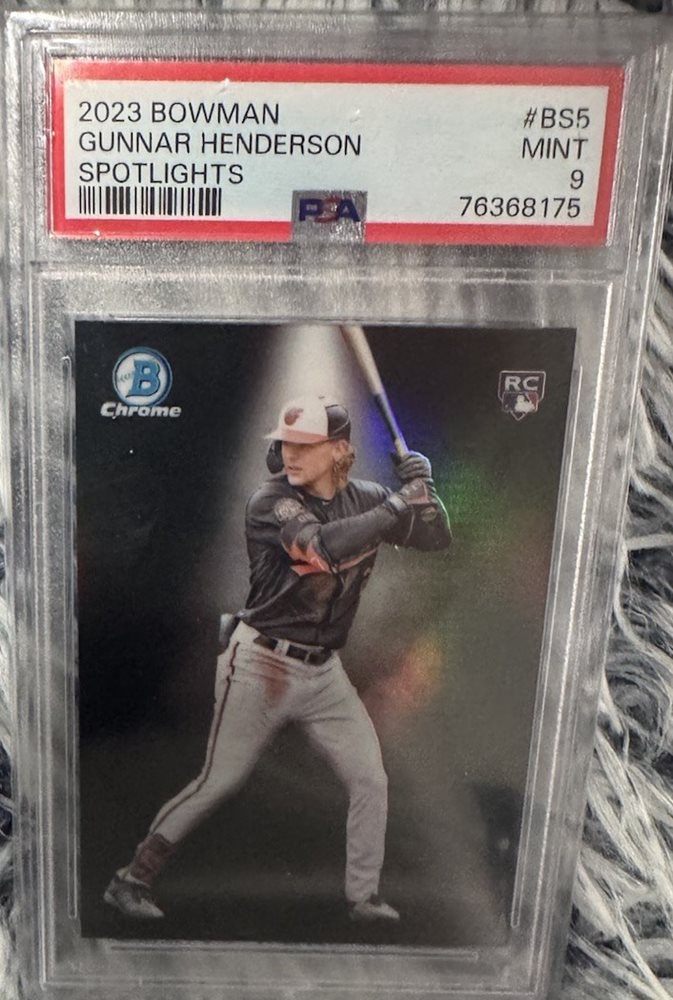 2023 BOWMAN #BS5
GUNNAR HENDERSON MINT
SPOTLIGHTS 9
PSA 76368175
B
Chrome
RC